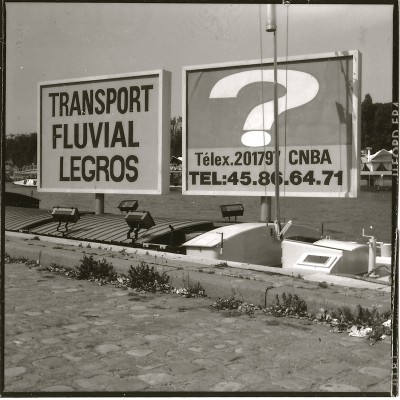 TRANSPORT
FLUVIAL
LEGROS
?
Télex.201797 CNBA
TEL:45.86.64.71